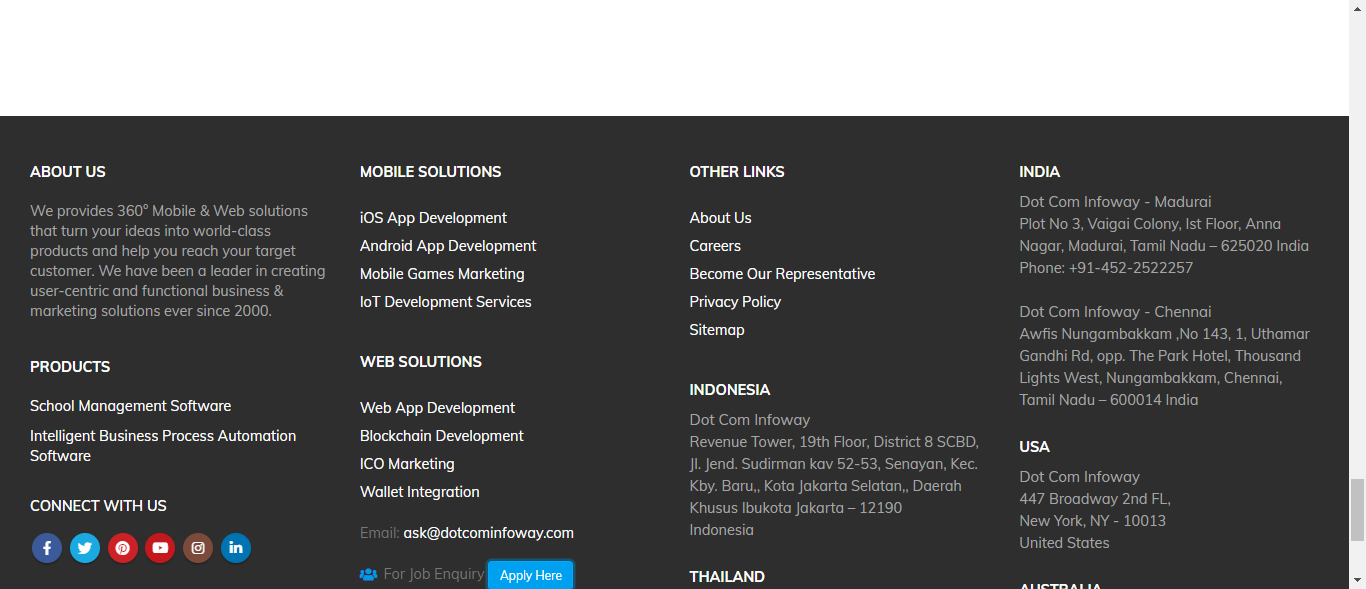 ABOUT US
We provides 360° Mobile & Web solutions
that turn your ideas into world-class
products and help you reach your target
customer. We have been a leader in creating
user-centric and functional business &
marketing solutions ever since 2000.
PRODUCTS
School Management Software
Intelligent Business Process Automation
Software
CONNECT WITH US
MOBILE SOLUTIONS
iOS App Development
Android App Development
Mobile Games Marketing
IoT Development Services
WEB SOLUTIONS
Web App Development
Blockchain Development
ICO Marketing
Wallet Integration
Email: ask@dotcominfoway.com
For Job Enquiry Apply Here
OTHER LINKS
About Us
Careers
Become Our Representative
Privacy Policy
Sitemap
INDONESIA
Dot Com Infoway
Revenue Tower, 19th Floor, District 8 SCBD,
Jl. Jend. Sudirman kav 52-53, Senayan, Kec.
Kby. Baru,, Kota Jakarta Selatan,, Daerah
Khusus Ibukota Jakarta – 12190
Indonesia
THAILAND
INDIA
Dot Com Infoway - Madurai
Plot No 3, Vaigai Colony, Ist Floor, Anna
Nagar, Madurai, Tamil Nadu – 625020 India
Phone: +91-452-2522257
Dot Com Infoway - Chennai
Awfis Nungambakkam ,No 143, 1, Uthamar
Gandhi Rd, opp. The Park Hotel, Thousand
Lights West, Nungambakkam, Chennai,
Tamil Nadu – 600014 India
USA
Dot Com Infoway
447 Broadway 2nd FL,
New York, NY - 10013
United States
AUSTRALIA